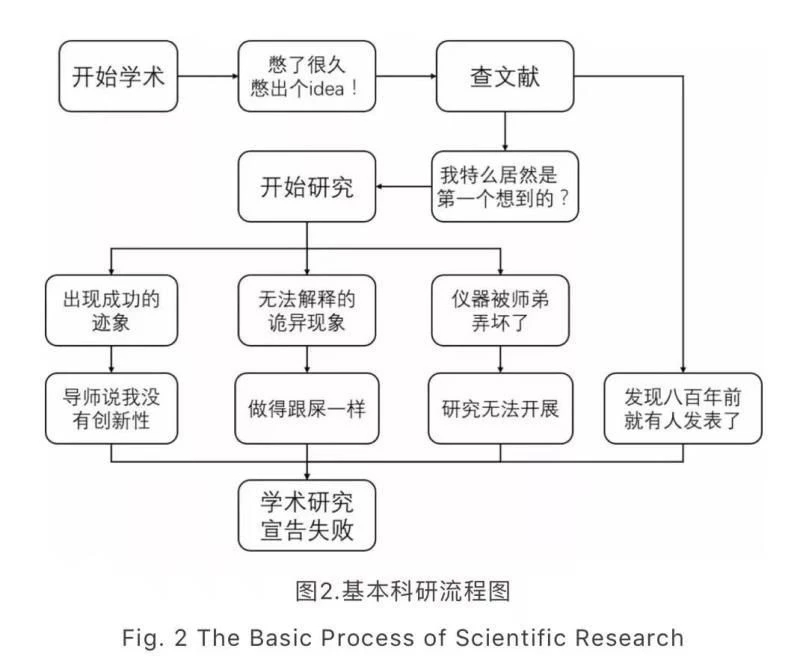 开始学术
憋了很久
憋出个idea！
查文献
我特么居然是
第一个想到的？
开始研究
出现成功的
迹象
无法解释的
诡异现象
仪器被师弟
弄坏了
导师说我没
有创新性
做得跟屎一样
研究无法开展
发现八百年前
就有人发表了
学术研究
宣告失败
图2.基本科研流程图
Fig. 2 The Basic Process of Scientific Research